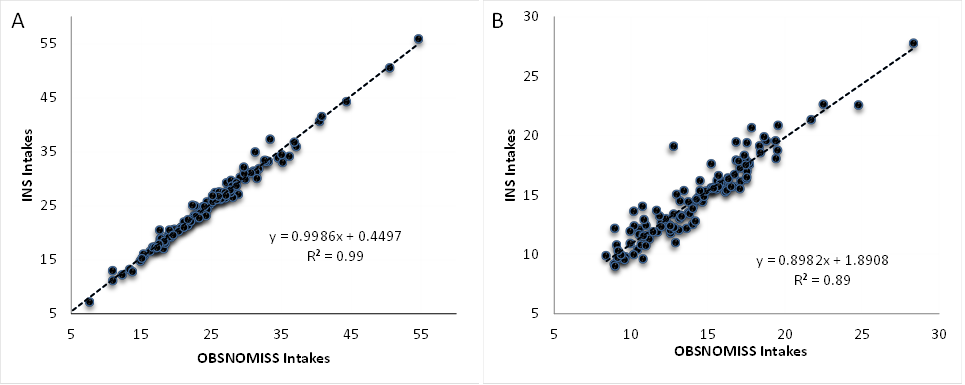 A
55
45
35
25
15
5
INS Intakes
y = 0.9986x + 0.4497
R² = 0.99
5 15 25 35 45 55
OBSNOMISS Intakes
B
30
25
20
15
10
5
INS Intakes
y = 0.8982x + 1.8908
R² = 0.89
5 10 15 20 25 30
OBSNOMISS Intakes